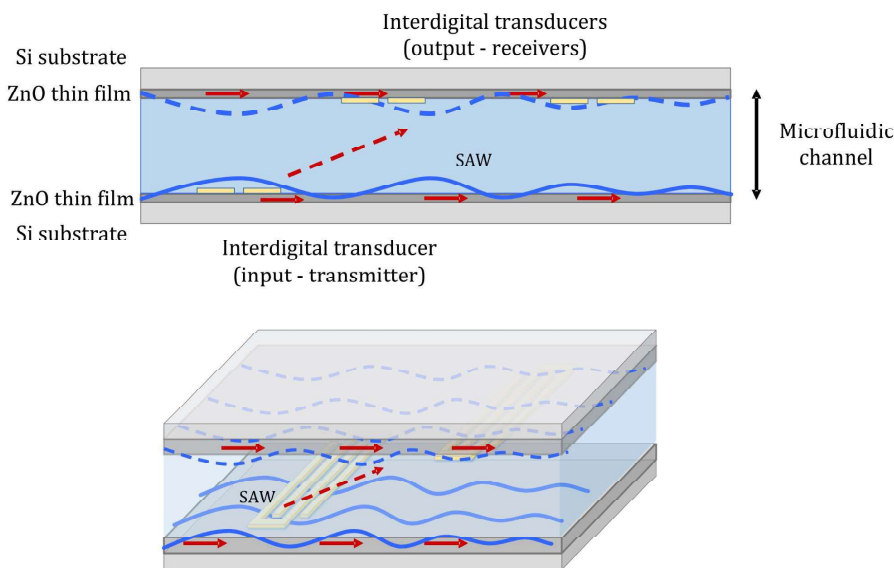 Interdigital transducers
(output - receivers)
Si substrate
ZnO thin film
Microfluidic
channel
SAW
ZnO thin film
Si substrate
Interdigital transducer
(input - transmitter)
SAW